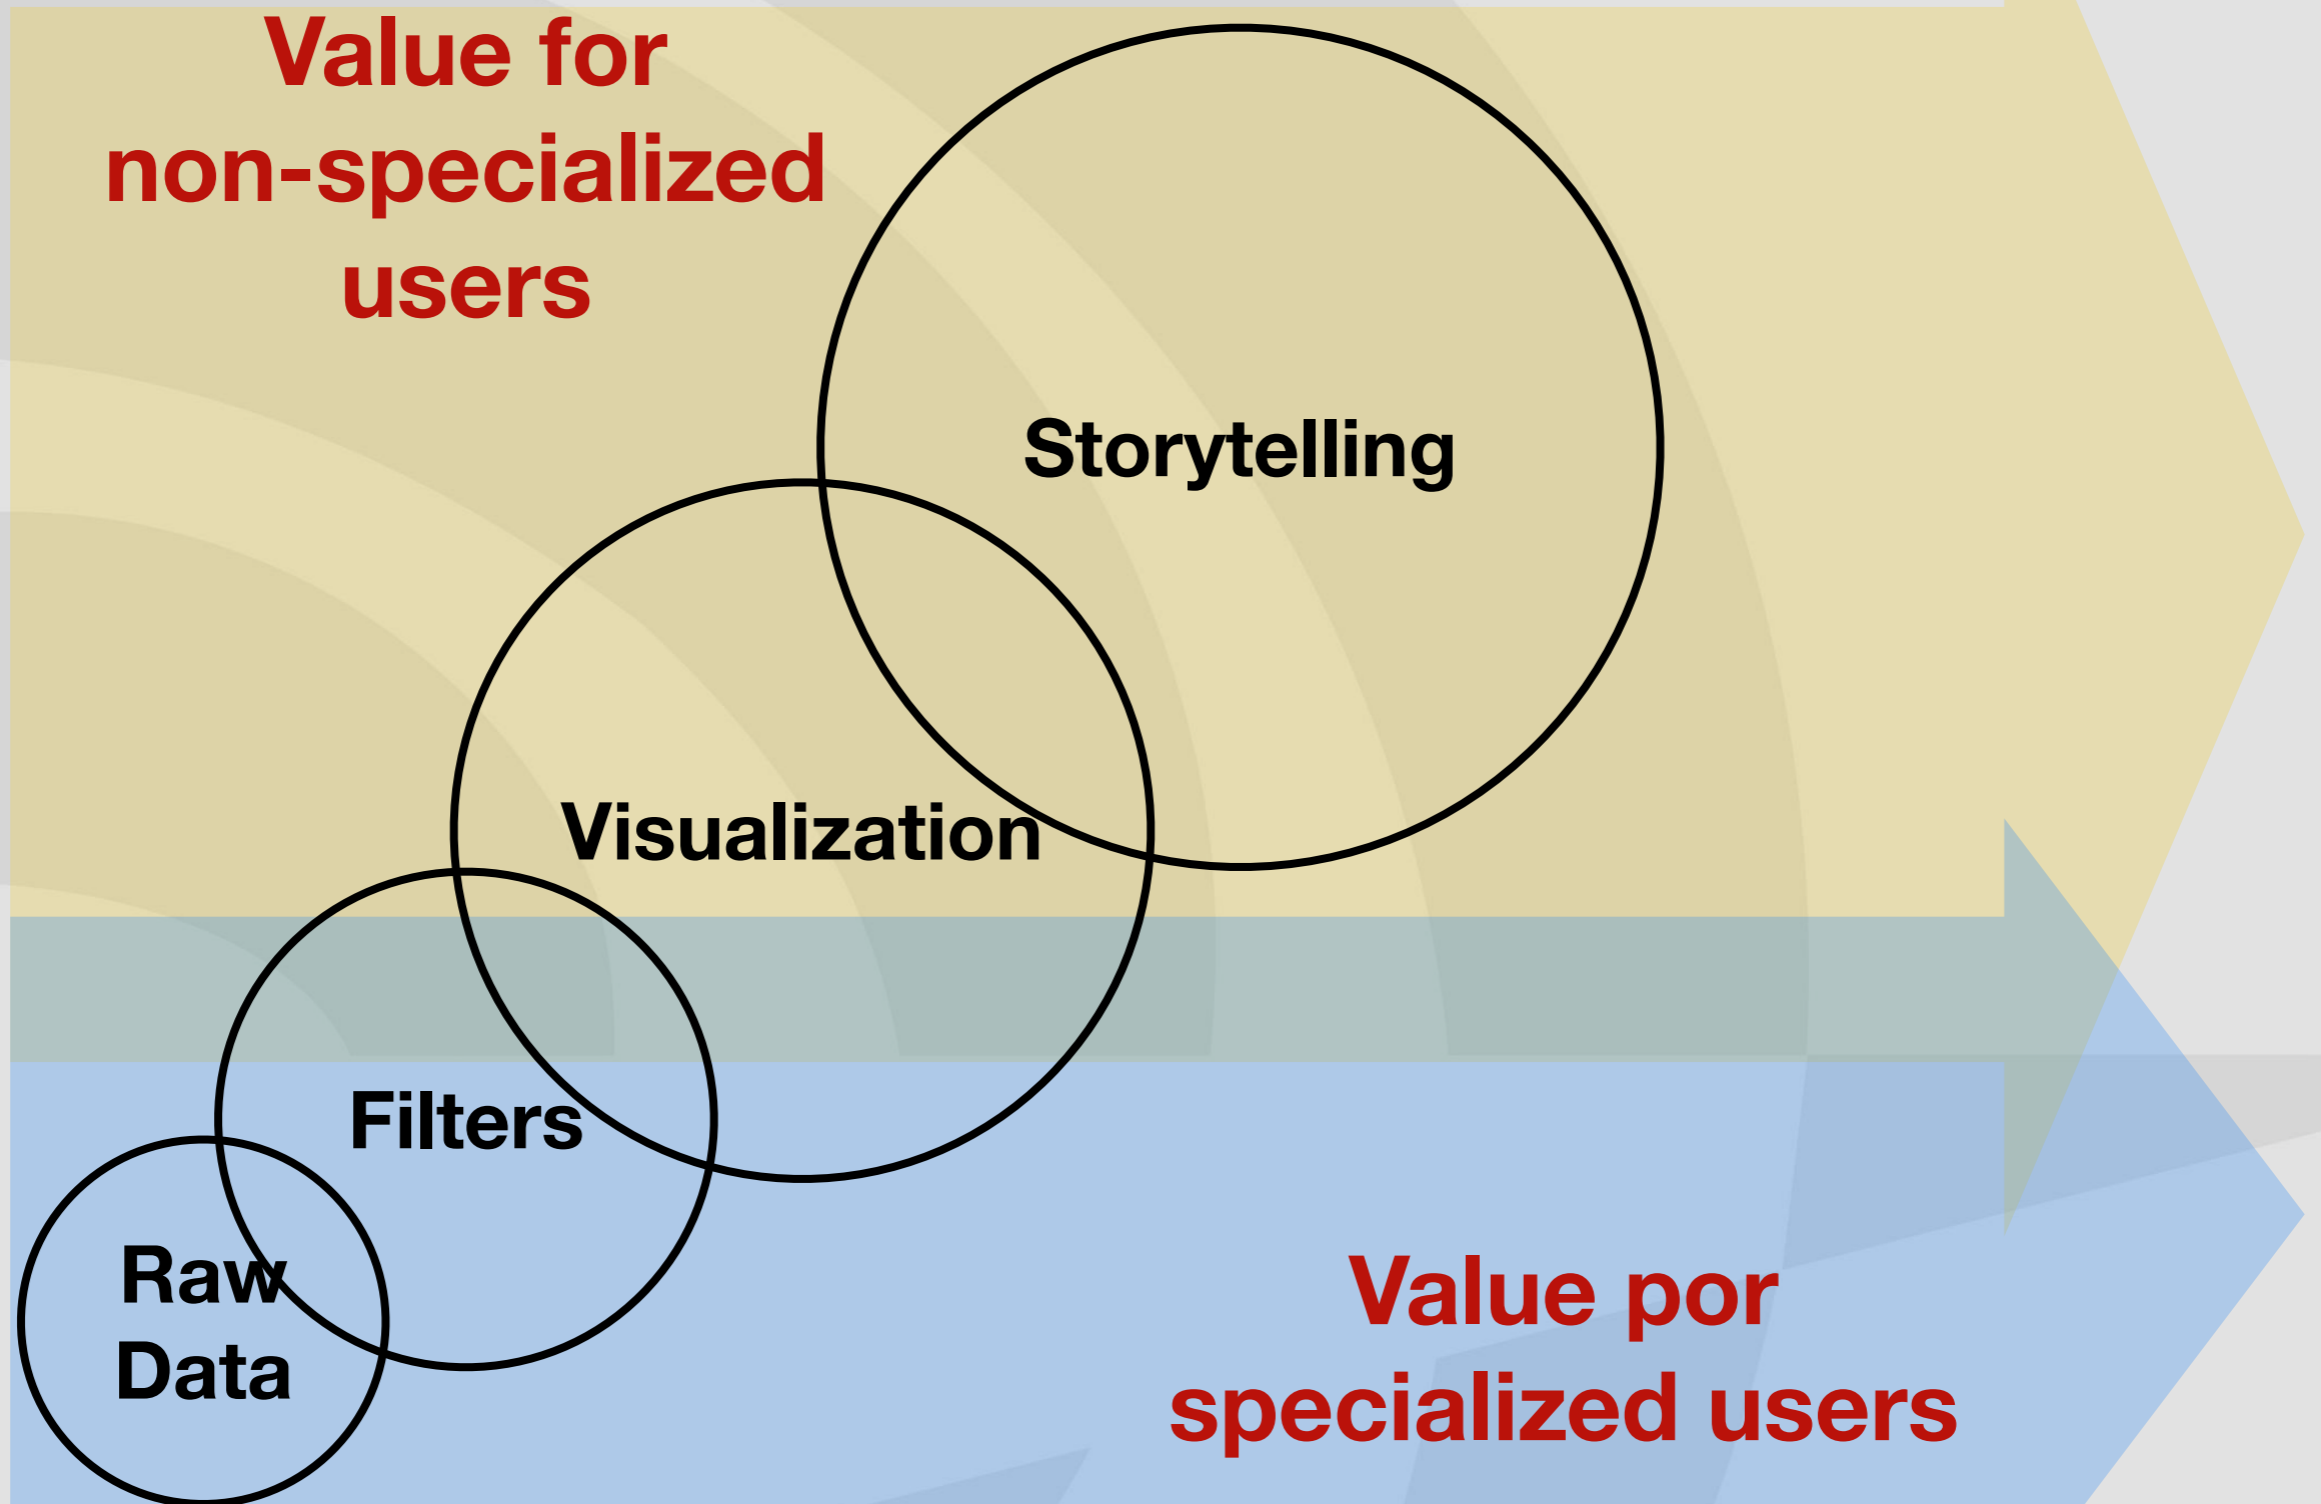 Value for
non-specialized
users
Storytelling
Visualization
Filters
Raw
Data
Value por
specialized users